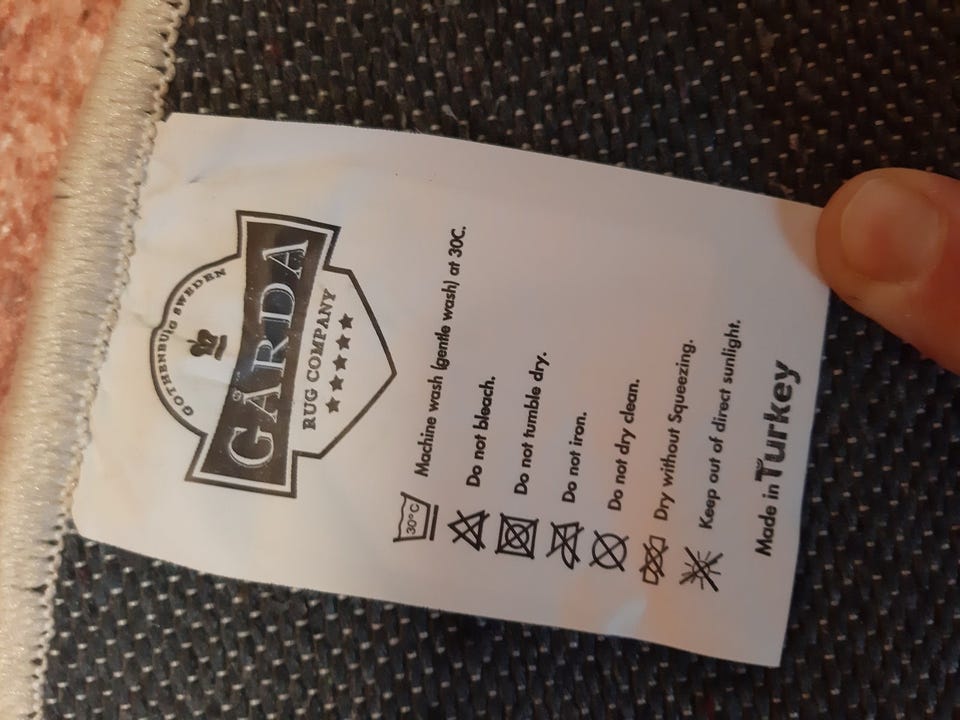 GOTHENBURG SWEDEN
GÅRDA
RUG COMPANY
30°C Machine wash (gentle wash) at 30C.
Do not bleach.
Do not tumble dry.
Do not iron.
Do not dry clean.
Dry without Squeezing.
Keep out of direct sunlight.
Made in Turkey